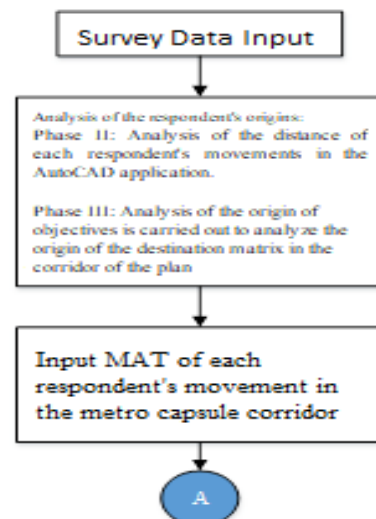 Survey Data Input
Analysis of the respondent's origins:
Phase II: Analysis of the distance of
each respondent's movements in the
AutoCAD application.
Phase III: Analysis of the origin of
objectives is carried out to analyze the
origin of the destination matrix in the
corridor of the plan
Input MAT of each
respondent's movement in
the metro capsule corridor
A